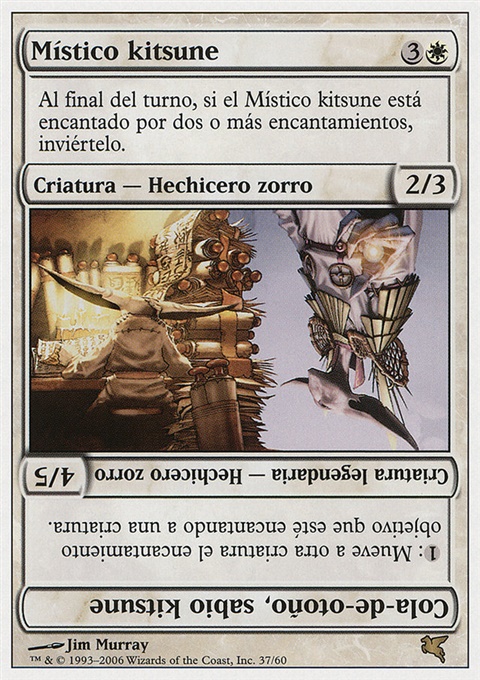 Místico kitsune 3
Al final del turno, si el Místico kitsune está
encantado por dos o más encantamientos,
inviértelo.
Criatura — Hechicero zorro
2/3
Cola-de-otoño, sabio kitsune
1: Mueve a otra criatura el encantamiento
objetivo que esté encantando a una criatura.
Criatura legendaria — Hechicero zorro
4/5
Jim Murray
™ & © 1993–2006 Wizards of the Coast, Inc. 37/60